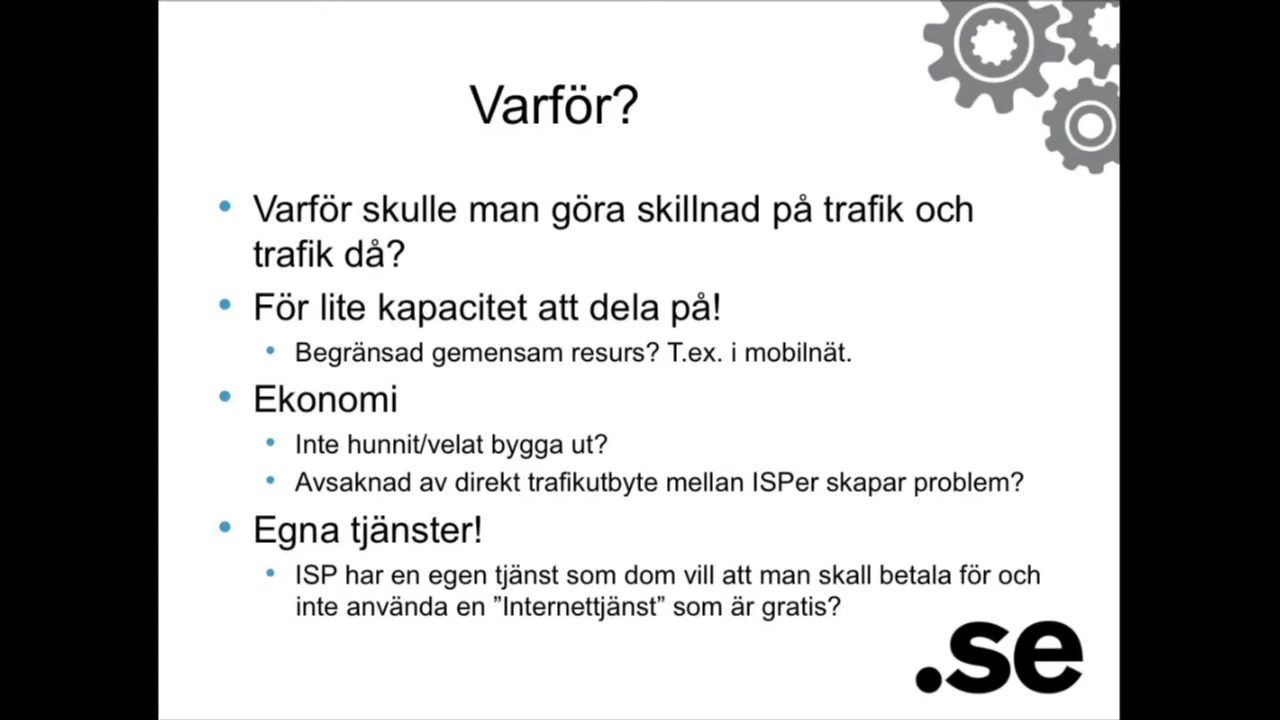 Varför?
Varför skulle man göra skillnad på trafik och
trafik då?
För lite kapacitet att dela på!
Begränsad gemensam resurs? T.ex. i mobilnät.
Ekonomi
Inte hunnit/velat bygga ut?
Avsaknad av direkt trafikutbyte mellan ISPer skapar problem?
Egna tjänster!
ISP har en egen tjänst som dom vill att man skall betala för och
inte använda en ”Internettjänst” som är gratis?
.se